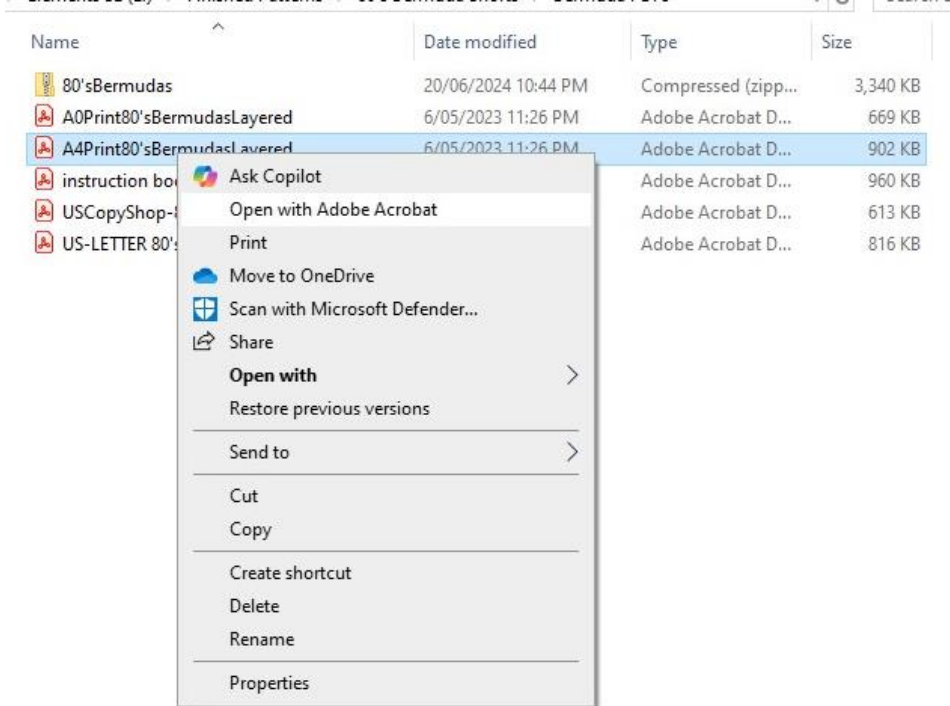 Name Date modified Type Size
80'sBermudas 20/06/2024 10:44 PM Compressed (zipp... 3,340 KB
A0Print80'sBermudasLayered 6/05/2023 11:26 PM Adobe Acrobat D... 669 KB
A4Print80'sBermudasLayered 6/05/2023 11:26 PM Adobe Acrobat D... 902 KB
instruction Adobe Acrobat D... 960 KB
USCopyShop- Adobe Acrobat D... 613 KB
US-LETTER 80's Adobe Acrobat D... 816 KB
Ask Copilot
Open with Adobe Acrobat
Print
Move to OneDrive
Scan with Microsoft Defender...
Share
Open with
Restore previous versions
Send to
Cut
Copy
Create shortcut
Delete
Rename
Properties